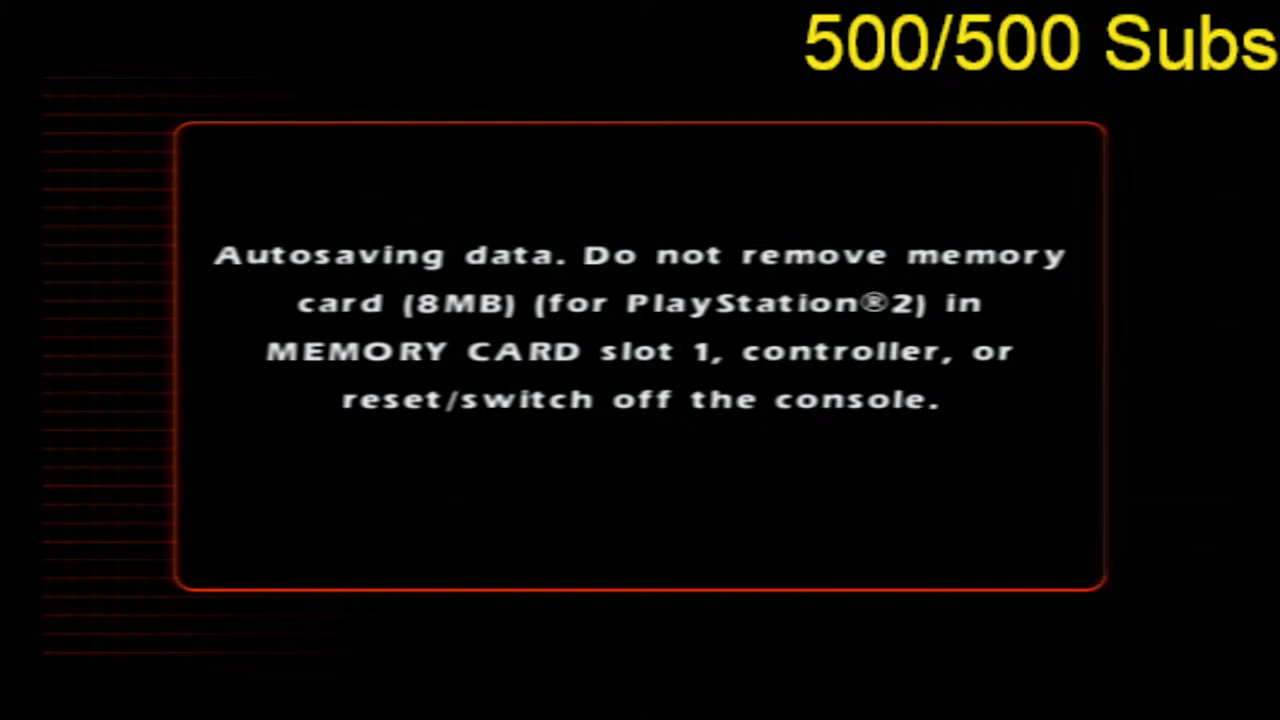 500/500 Subs
Autosaving data. Do not remove memory
card (8MB) (for PlayStation®2) in
MEMORY CARD slot 1, controller, or
reset/switch off the console.